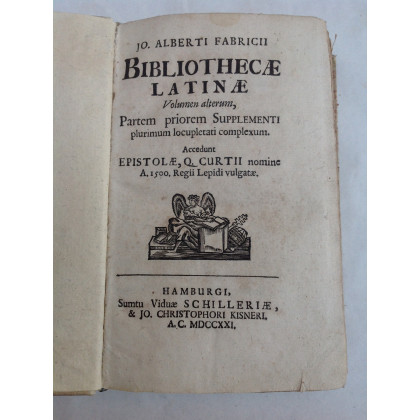 JO. ALBERTI FABRICII
BIBLIOTHECÆ
LATINÆ
Volumen alterum,
Partem priorem SUPPLEMENTI
plurimum locupletati complexum.
Accedunt
EPISTOLÆ, Q. CURTII nomine
A. 1500. Regii Lepidi vulgatæ.
HAMBURGI,
Sumtu Viduæ SCHILLERIÆ,
& JO. CHRISTOPHORI KISNERI.
A. C. MDCCXXI.